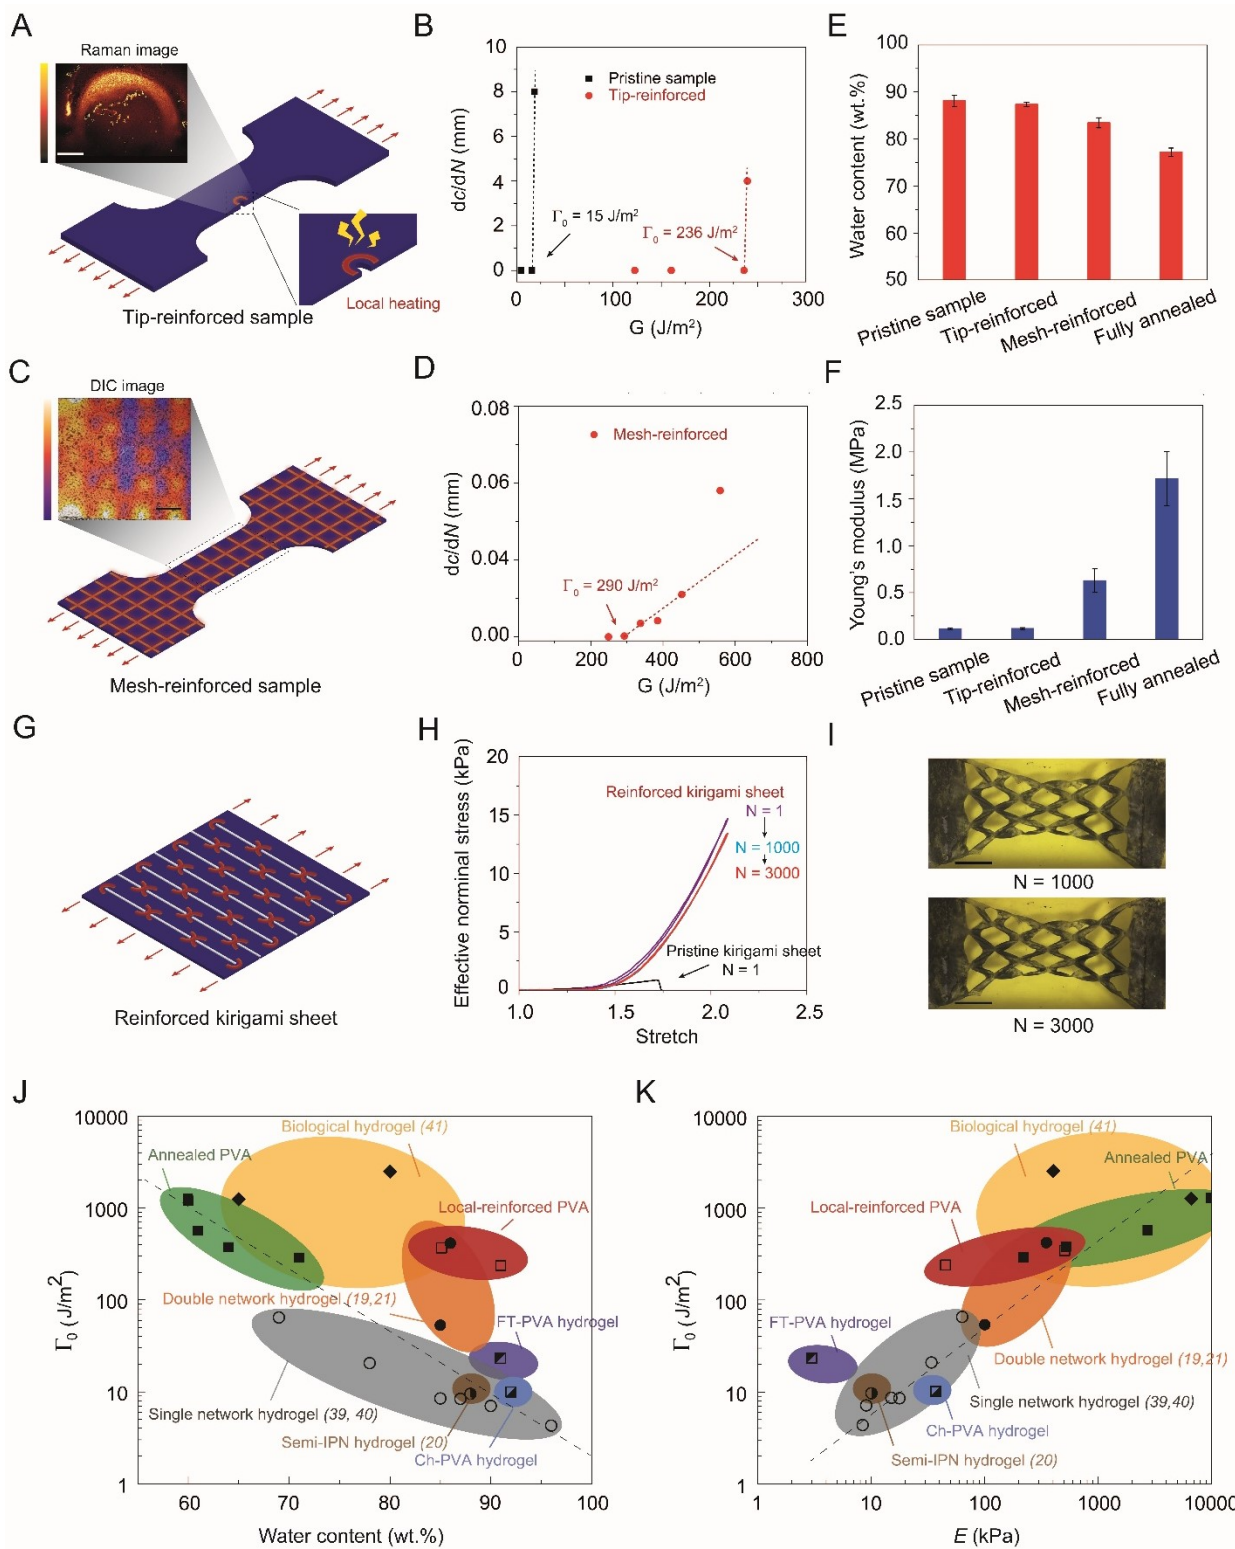 A
Raman image
Local heating
Tip-reinforced sample
B
10
8
6
4
2
0
dc/dN (mm)
Pristine sample
Tip-reinforced
Γ₀ = 15 J/m²
Γ₀ = 236 J/m²
0
100
200
300
G (J/m²)
E
100
90
80
70
60
50
Water content (wt.%)
Pristine sample
Tip-reinforced
Mesh-reinforced
Fully annealed
C
DIC image
Mesh-reinforced sample
D
0.08
0.06
0.04
0.02
0.00
dc/dN (mm)
Mesh-reinforced
Γ₀ = 290 J/m²
0
200
400
600
800
G (J/m²)
F
2.5
2.0
1.5
1.0
0.5
0.0
Young's modulus (MPa)
Pristine sample
Tip-reinforced
Mesh-reinforced
Fully annealed
G
Reinforced kirigami sheet
H
20
15
10
5
0
Effective norminal stress (kPa)
Reinforced kirigami sheet
N = 1
N = 1000
N = 3000
Pristine kirigami sheet
N = 1
1.0
1.5
2.0
2.5
Stretch
I
N = 1000
N = 3000
J
10000
1000
100
10
1
Γ₀ (J/m²)
Biological hydrogel (41)
Annealed PVA
Local-reinforced PVA
Double network hydrogel (19,21)
FT-PVA hydrogel
Single network hydrogel (39, 40)
Semi-IPN hydrogel (20)
Ch-PVA hydrogel
60
70
80
90
100
Water content (wt.%)
K
10000
1000
100
10
1
Γ₀ (J/m²)
Biological hydrogel (41)
Annealed PVA
Local-reinforced PVA
FT-PVA hydrogel
Double network hydrogel (19,21)
Single network hydrogel (39,40)
Ch-PVA hydrogel
Semi-IPN hydrogel (20)
1
10
100
1000
10000
E (kPa)